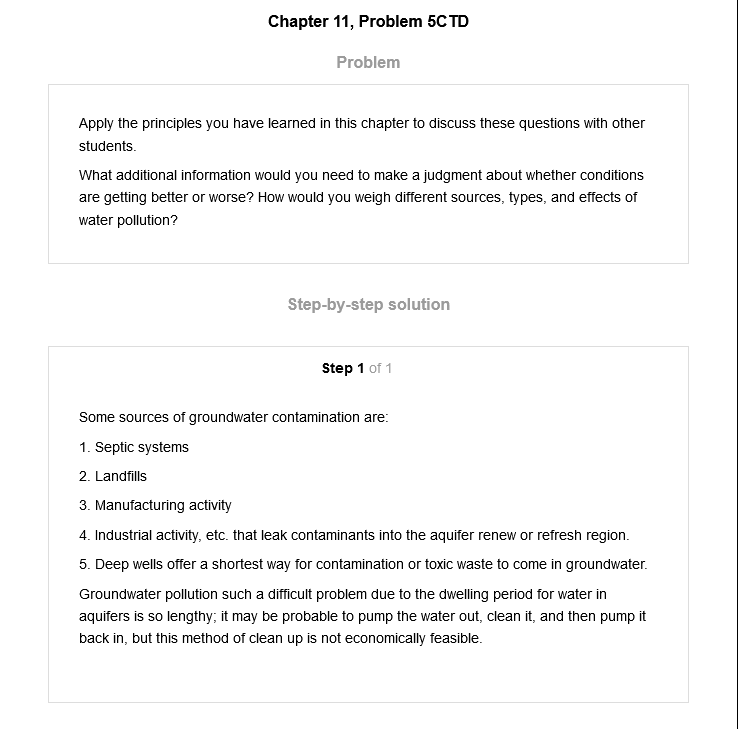 Chapter 11, Problem 5CTD
Problem
Apply the principles you have learned in this chapter to discuss these questions with other
students.
What additional information would you need to make a judgment about whether conditions
are getting better or worse? How would you weigh different sources, types, and effects of
water pollution?
Step-by-step solution
Step 1 of 1
Some sources of groundwater contamination are:
1. Septic systems
2. Landfills
3. Manufacturing activity
4. Industrial activity, etc. that leak contaminants into the aquifer renew or refresh region.
5. Deep wells offer a shortest way for contamination or toxic waste to come in groundwater.
Groundwater pollution such a difficult problem due to the dwelling period for water in
aquifers is so lengthy; it may be probable to pump the water out, clean it, and then pump it
back in, but this method of clean up is not economically feasible.